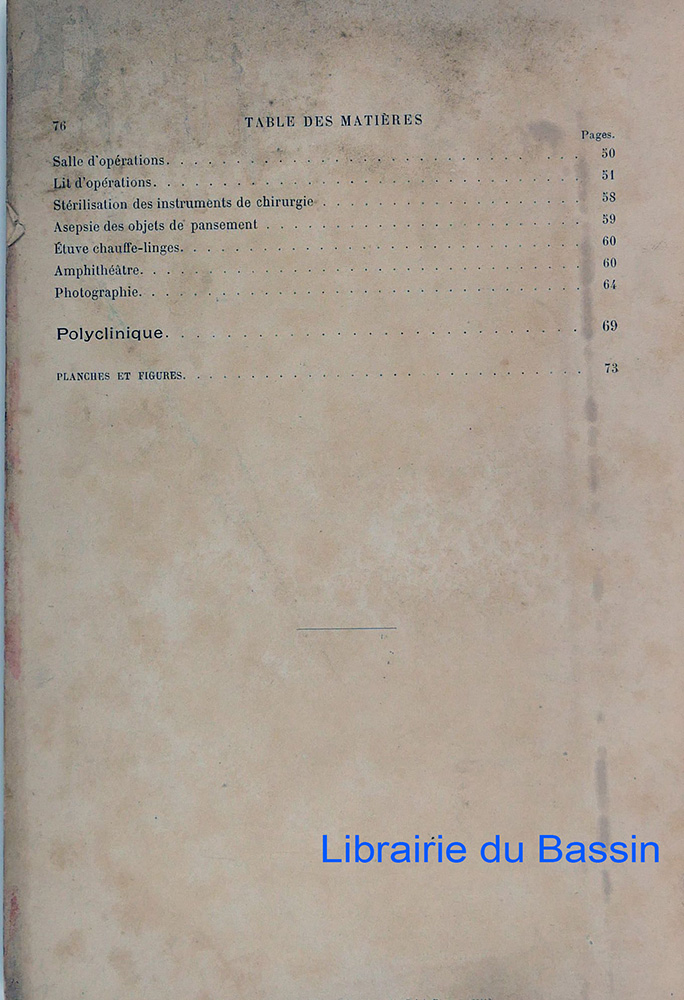 76
TABLE DES MATIÈRES
Pages.
Salle d'opérations. . . . . . . . . . . . . . . . . . . . . . . . . . . . . 50
Lit d'opérations. . . . . . . . . . . . . . . . . . . . . . . . . . . . . . 51
Stérilisation des instruments de chirurgie . . . . . . . . . . . . . . . . . . . 58
Asepsie des objets de pansement . . . . . . . . . . . . . . . . . . . . . . . 59
Étuve chauffe-linges. . . . . . . . . . . . . . . . . . . . . . . . . . . . 60
Amphithéâtre. . . . . . . . . . . . . . . . . . . . . . . . . . . . . . . 60
Photographie. . . . . . . . . . . . . . . . . . . . . . . . . . . . . . . 64
Polyclinique. . . . . . . . . . . . . . . . . . . . . . . . . . . . . . 69
PLANCHES ET FIGURES. . . . . . . . . . . . . . . . . . . . . . . . . . . . 73
Librairie du Bassin